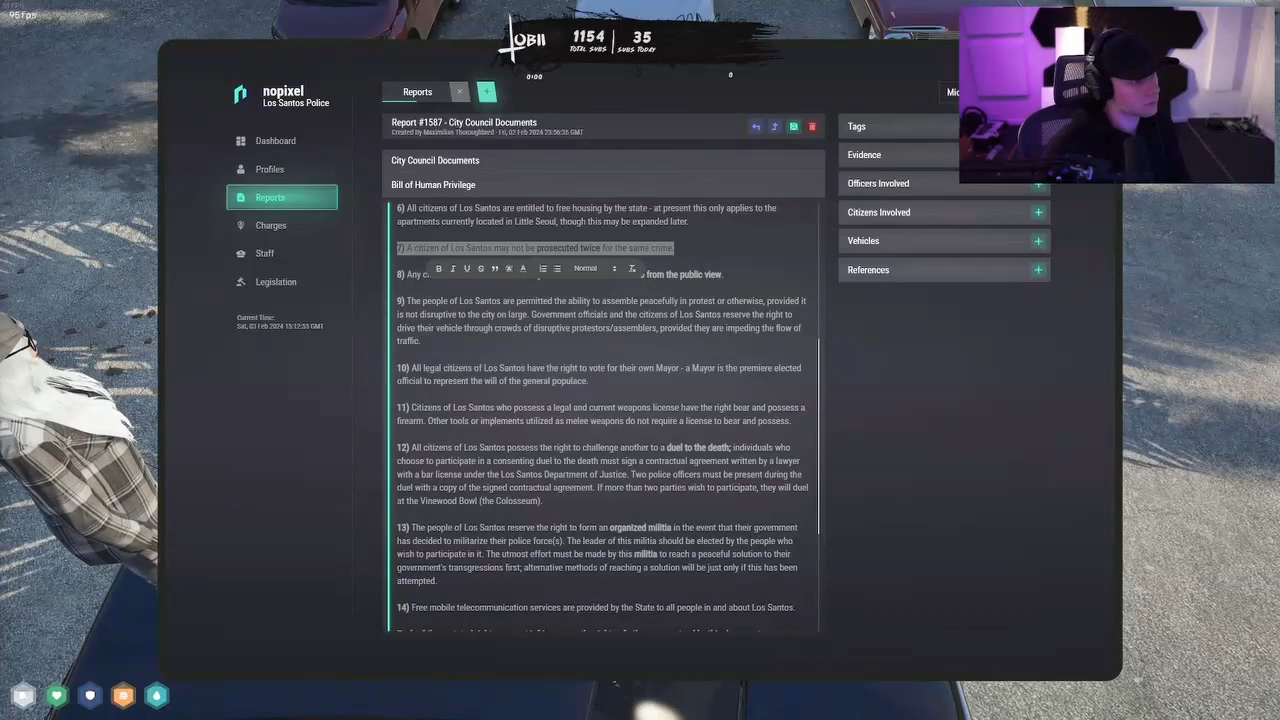 95fps
LOBII
1154
TOTAL SUBS
35
SUBS TODAY
0:00
0
nopixel
Los Santos Police
Dashboard
Profiles
Reports
Charges
Staff
Legislation
Current Time:
Sat, 03 Feb 2024 15:12:55 GMT
Reports
×
+
Mic
Report #1587 - City Council Documents
Created By Maximilian Thoroughbred - Fri, 02 Feb 2024 23:56:36 GMT
City Council Documents
Bill of Human Privilege
6) All citizens of Los Santos are entitled to free housing by the state - at present this only applies to the
apartments currently located in Little Seoul, though this may be expanded later.
7) A citizen of Los Santos may not be prosecuted twice for the same crime.
B I U S Normal
8) Any from the public view.
9) The people of Los Santos are permitted the ability to assemble peacefully in protest or otherwise, provided it
is not disruptive to the city on large. Government officials and the citizens of Los Santos reserve the right to
drive their vehicle through crowds of disruptive protestors/assemblers, provided they are impeding the flow of
traffic.
10) All legal citizens of Los Santos have the right to vote for their own Mayor - a Mayor is the premiere elected
official to represent the will of the general populace.
11) Citizens of Los Santos who possess a legal and current weapons license have the right bear and possess a
firearm. Other tools or implements utilized as melee weapons do not require a license to bear and possess.
12) All citizens of Los Santos possess the right to challenge another to a duel to the death; individuals who
choose to participate in a consenting duel to the death must sign a contractual agreement written by a lawyer
with a bar license under the Los Santos Department of Justice. Two police officers must be present during the
duel with a copy of the signed contractual agreement. If more than two parties wish to participate, they will duel
at the Vinewood Bowl (the Colosseum).
13) The people of Los Santos reserve the right to form an organized militia in the event that their government
has decided to militarize their police force(s). The leader of this militia should be elected by the people who
wish to participate in it. The utmost effort must be made by this militia to reach a peaceful solution to their
government's transgressions first; alternative methods of reaching a solution will be just only if this has been
attempted.
14) Free mobile telecommunication services are provided by the State to all people in and about Los Santos.
Tags
Evidence
Officers Involved
Citizens Involved
Vehicles
References